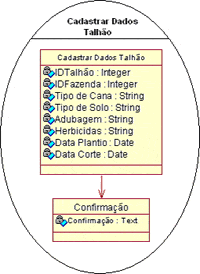 Cadastrar Dados
Talhão
Cadastrar Dados Talhão
IDTalhão : Integer
IDFazenda : Integer
Tipo de Cana : String
Tipo de Solo : String
Adubagem : String
Herbicidas : String
Data Plantio : Date
Data Corte : Date
Confirmação
Confirmação : Text